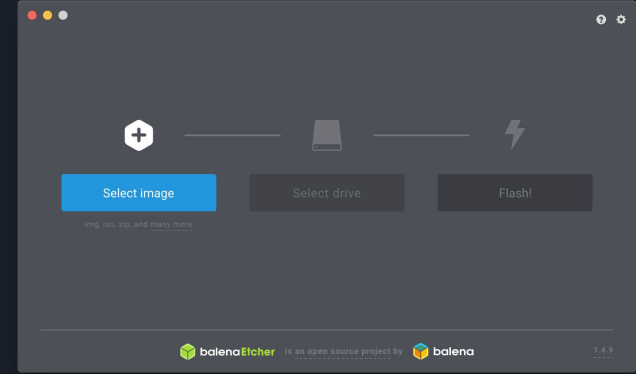 Select image
Select drive
Flash!
img, iso, zip, and many more
balenaEtcher is an open source project by balena
1.4.9